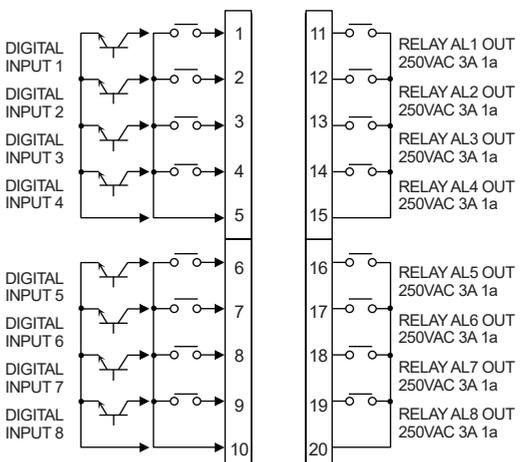 DIGITAL
INPUT 1
DIGITAL
INPUT 2
DIGITAL
INPUT 3
DIGITAL
INPUT 4
1
2
3
4
5
11
12
13
14
15
RELAY AL1 OUT
250VAC 3A 1a
RELAY AL2 OUT
250VAC 3A 1a
RELAY AL3 OUT
250VAC 3A 1a
RELAY AL4 OUT
250VAC 3A 1a
DIGITAL
INPUT 5
DIGITAL
INPUT 6
DIGITAL
INPUT 7
DIGITAL
INPUT 8
6
7
8
9
10
16
17
18
19
20
RELAY AL5 OUT
250VAC 3A 1a
RELAY AL6 OUT
250VAC 3A 1a
RELAY AL7 OUT
250VAC 3A 1a
RELAY AL8 OUT
250VAC 3A 1a